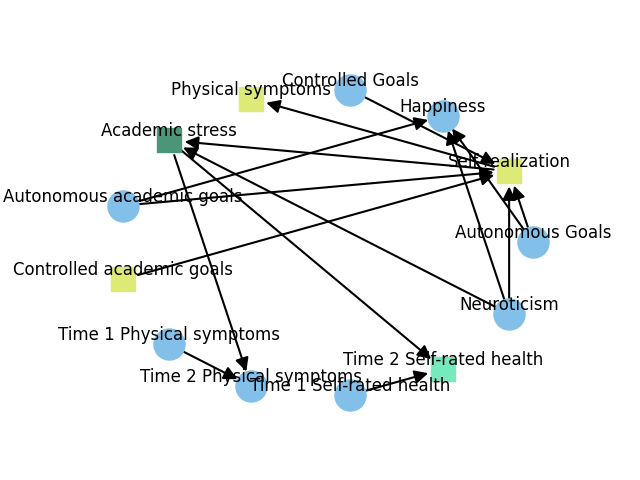 Controlled Goals
Physical symptoms
Happiness
Academic stress
Self-realization
Autonomous academic goals
Autonomous Goals
Controlled academic goals
Neuroticism
Time 1 Physical symptoms
Time 2 Self-rated health
Time 2 Physical symptoms
Time 1 Self-rated health